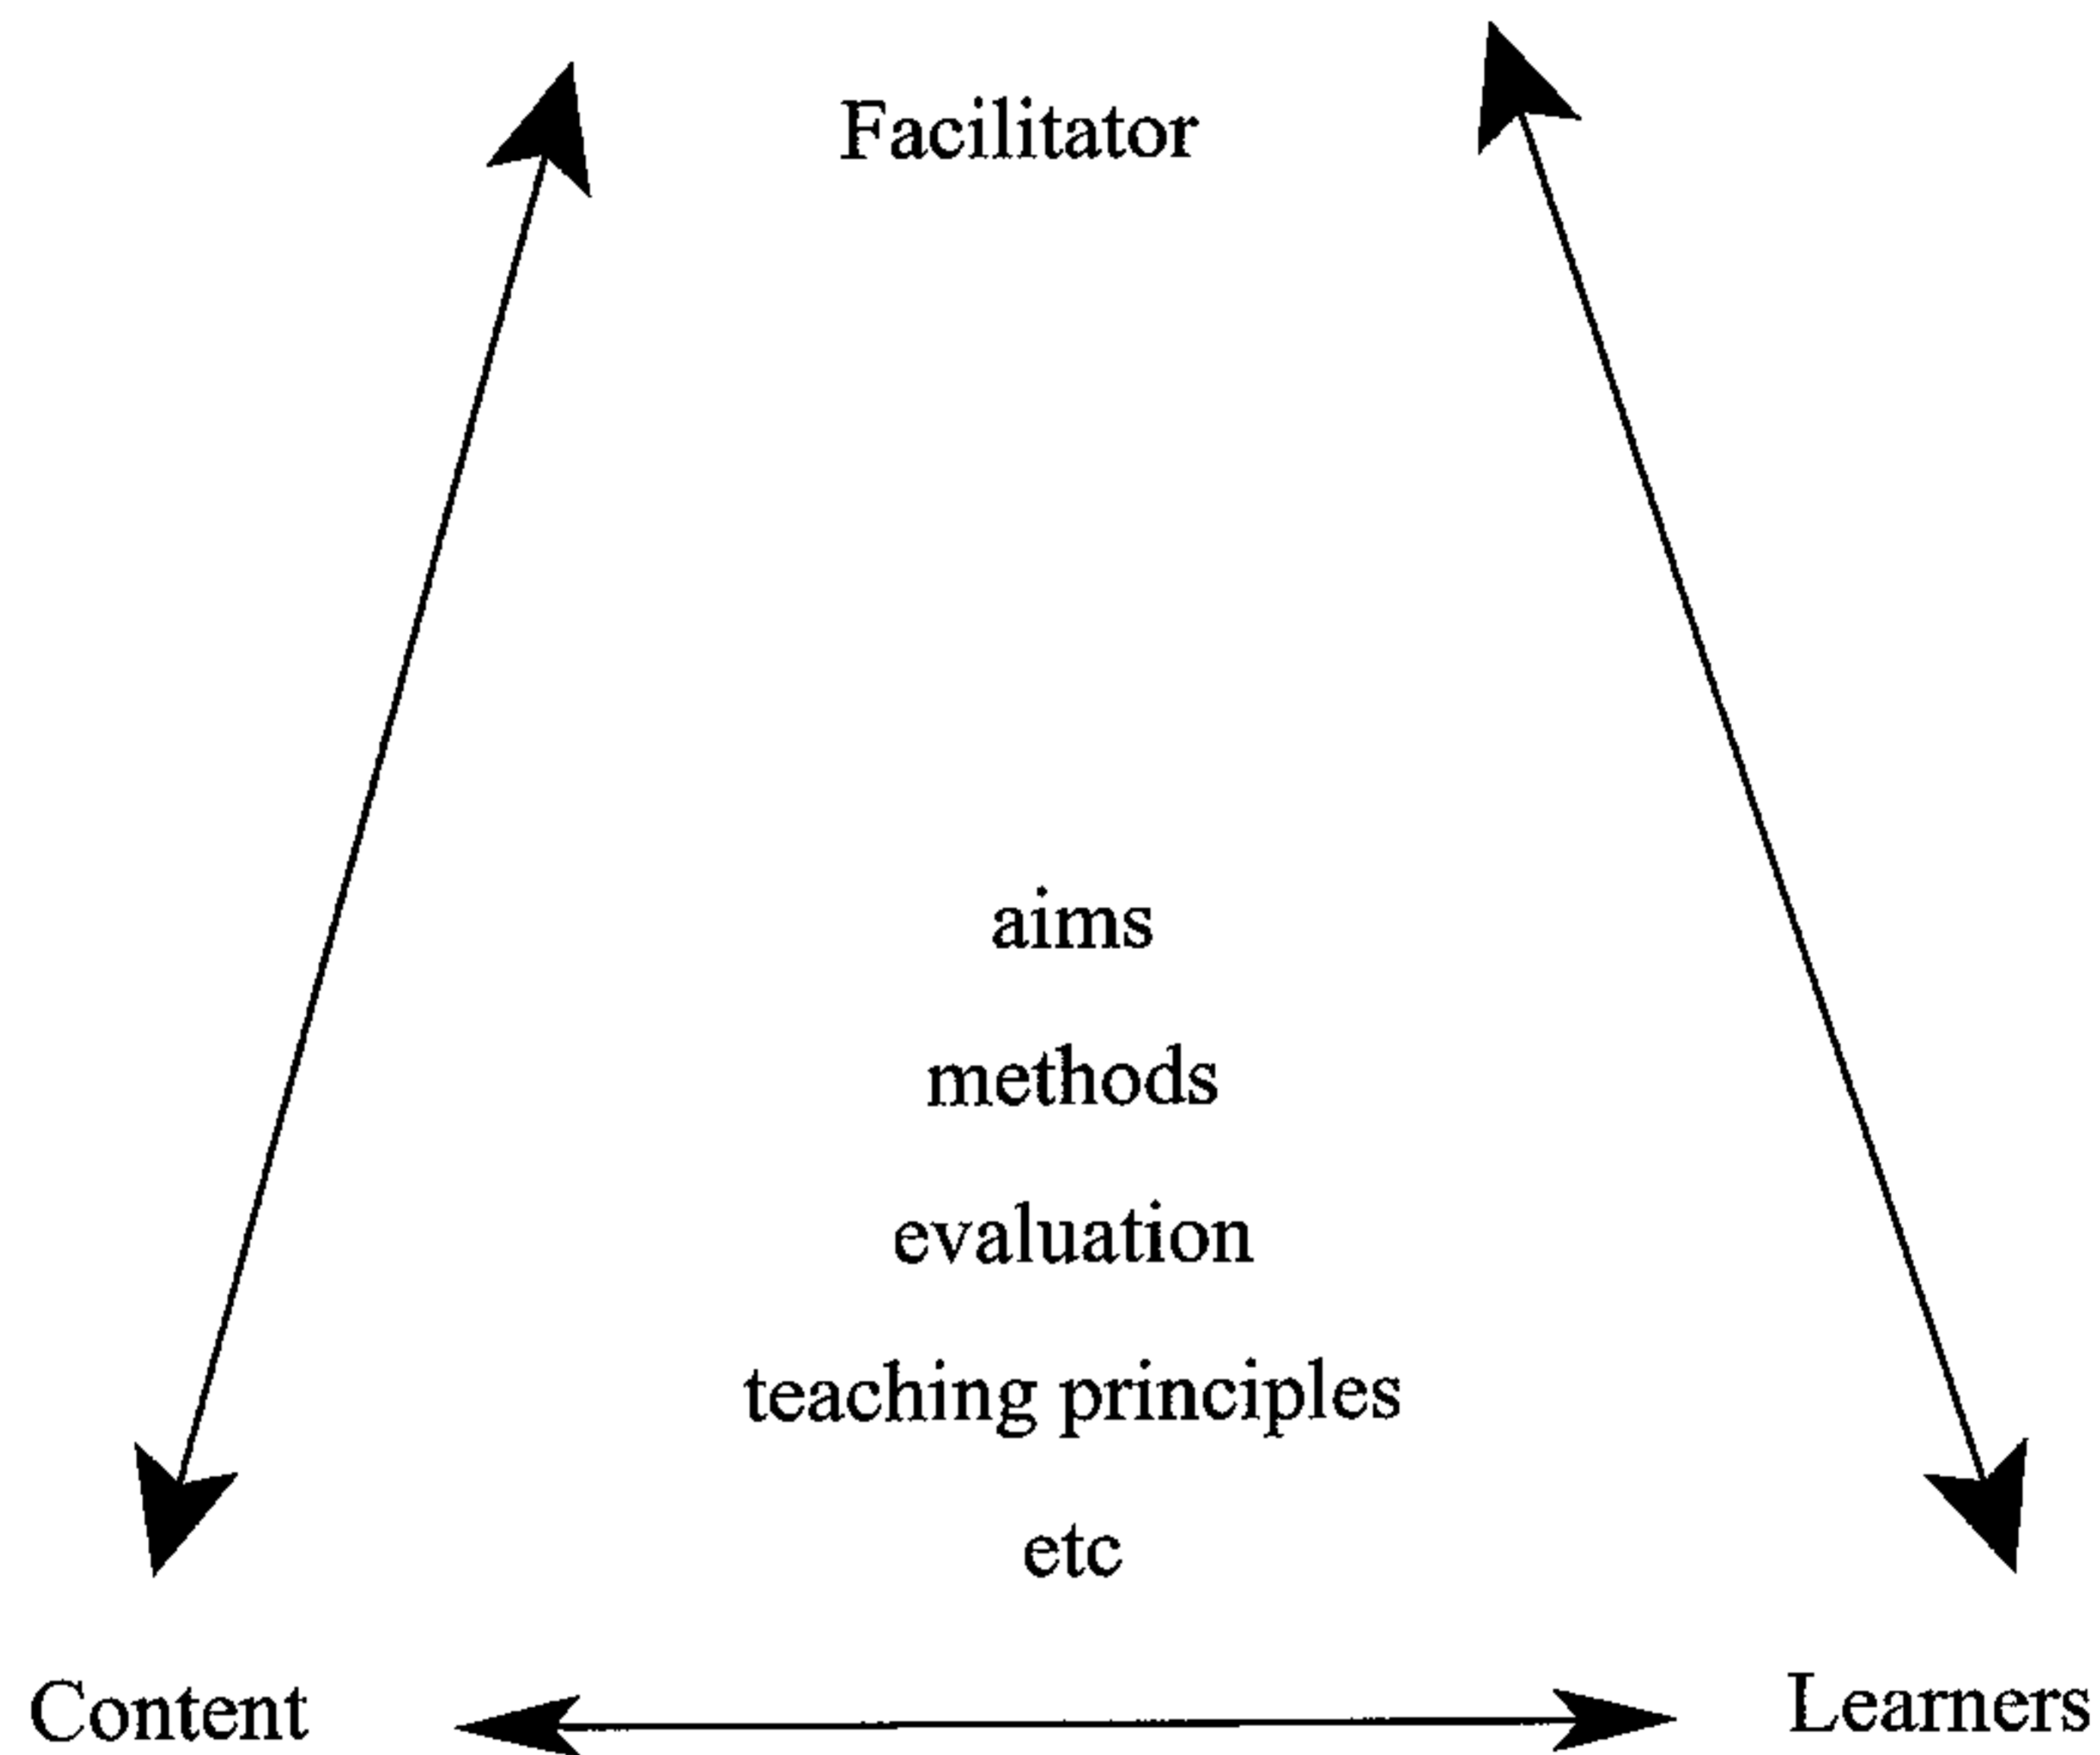 Facilitator
aims
methods
evaluation
teaching principles
etc
Content
Learners